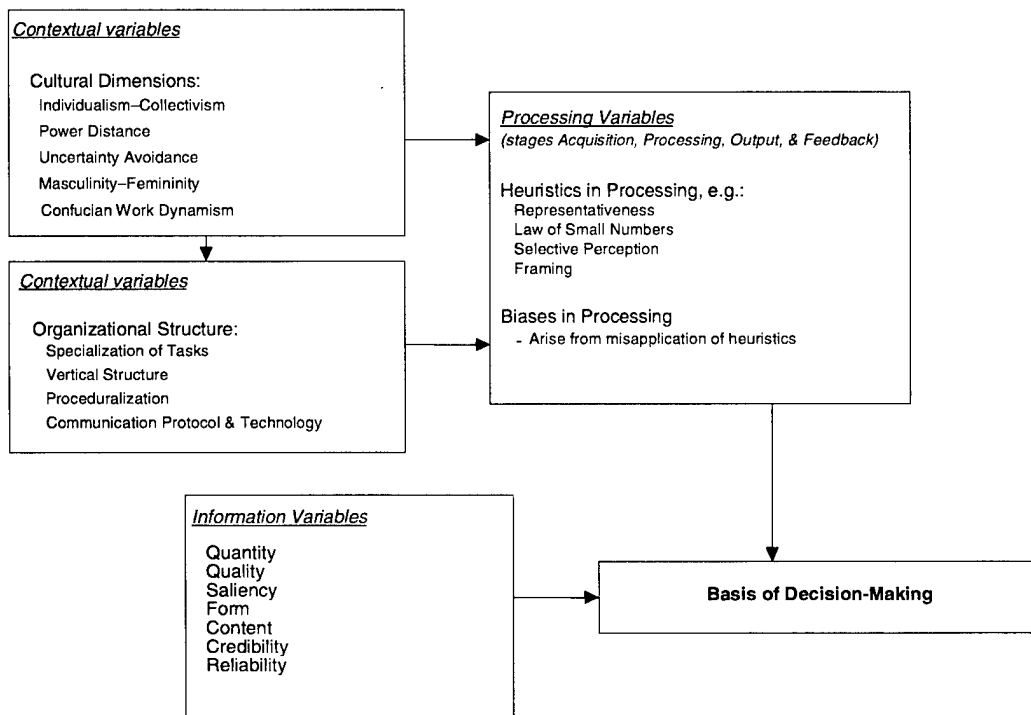 Contextual variables
Cultural Dimensions:
Individualism–Collectivism
Power Distance
Uncertainty Avoidance
Masculinity–Femininity
Confucian Work Dynamism
Contextual variables
Organizational Structure:
Specialization of Tasks
Vertical Structure
Proceduralization
Communication Protocol & Technology
Processing Variables
(stages Acquisition, Processing, Output, & Feedback)
Heuristics in Processing, e.g.:
Representativeness
Law of Small Numbers
Selective Perception
Framing
Biases in Processing
- Arise from misapplication of heuristics
Information Variables
Quantity
Quality
Saliency
Form
Content
Credibility
Reliability
Basis of Decision-Making